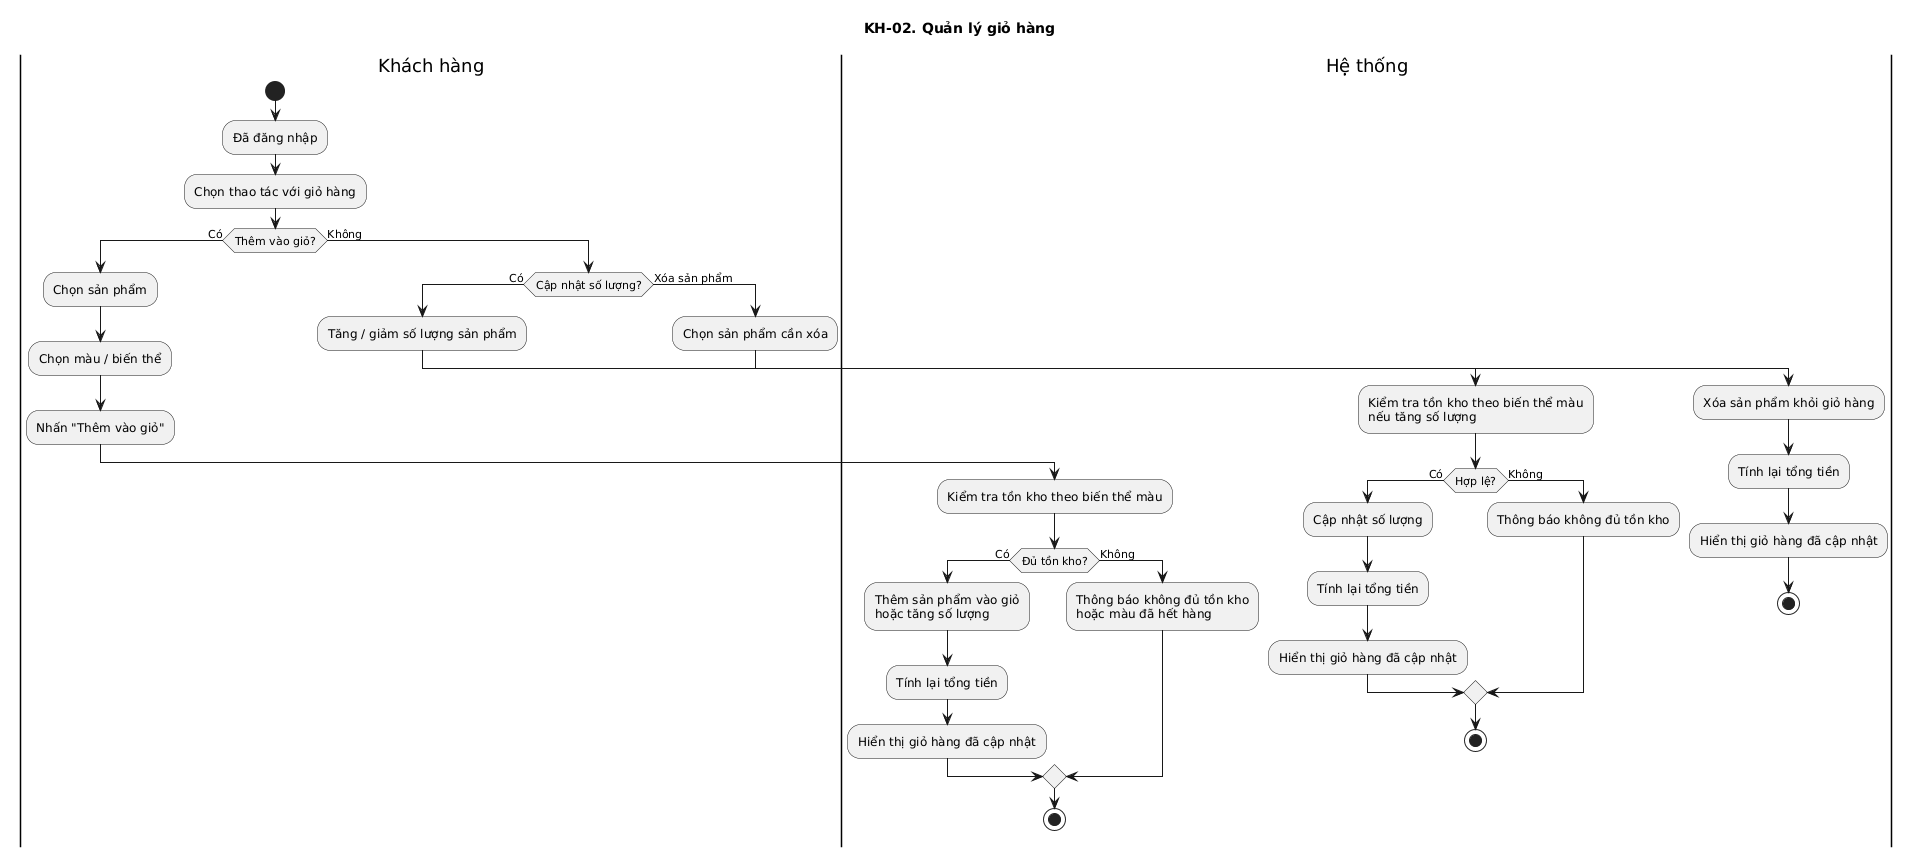 KH-02. Quản lý giỏ hàng
Khách hàng
Hệ thống
Đã đăng nhập
Chọn thao tác với giỏ hàng
Thêm vào giỏ?
Có
Không
Chọn sản phẩm
Chọn màu / biến thể
Nhấn "Thêm vào giỏ"
Cập nhật số lượng?
Có
Xóa sản phẩm
Tăng / giảm số lượng sản phẩm
Chọn sản phẩm cần xóa
Kiểm tra tồn kho theo biến thể màu
Đủ tồn kho?
Có
Không
Thêm sản phẩm vào giỏ
hoặc tăng số lượng
Tính lại tổng tiền
Hiển thị giỏ hàng đã cập nhật
Thông báo không đủ tồn kho
hoặc màu đã hết hàng
Kiểm tra tồn kho theo biến thể màu
nếu tăng số lượng
Hợp lệ?
Có
Không
Cập nhật số lượng
Tính lại tổng tiền
Hiển thị giỏ hàng đã cập nhật
Thông báo không đủ tồn kho
Xóa sản phẩm khỏi giỏ hàng
Tính lại tổng tiền
Hiển thị giỏ hàng đã cập nhật